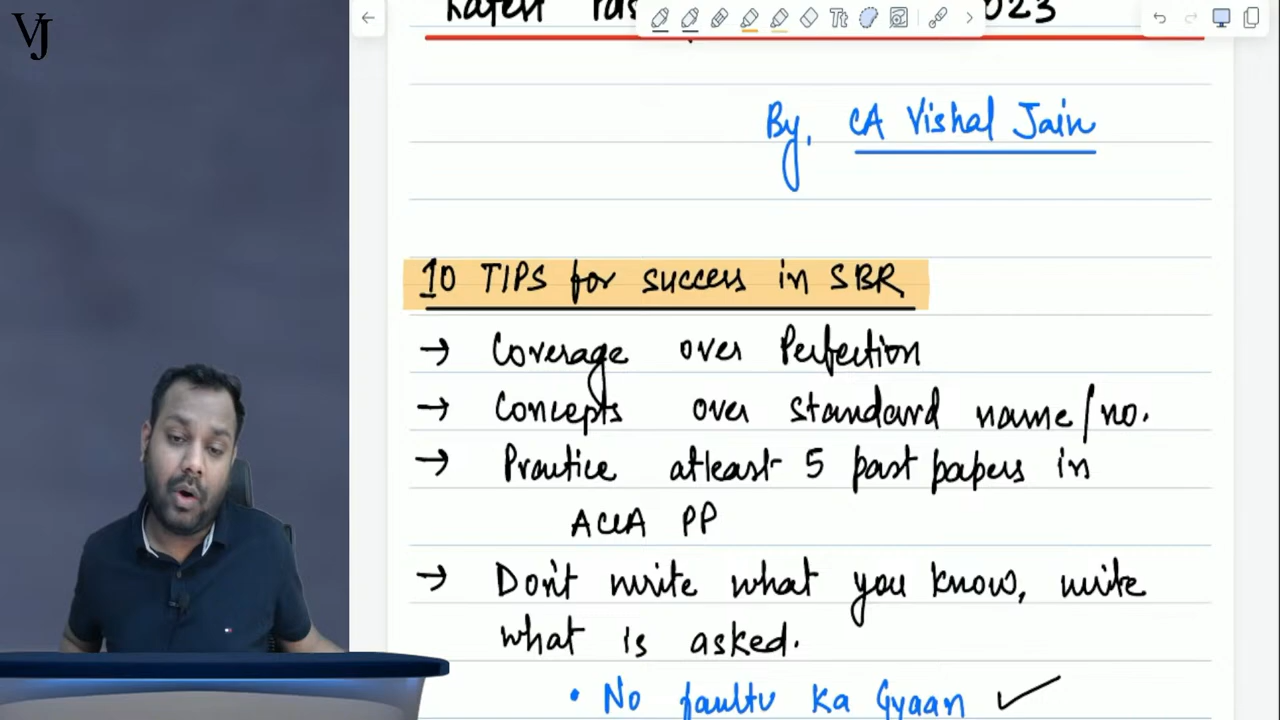 VJ
023
By, CA Vishal Jain
10 TIPS for success in SBR
→ Coverage over Perfection
→ Concepts over standard name/no.
→ Practice atleast 5 past papers in
ACCA PP
→ Don't write what you know, write
what is asked.
• No faultu ka Gyaan ✓